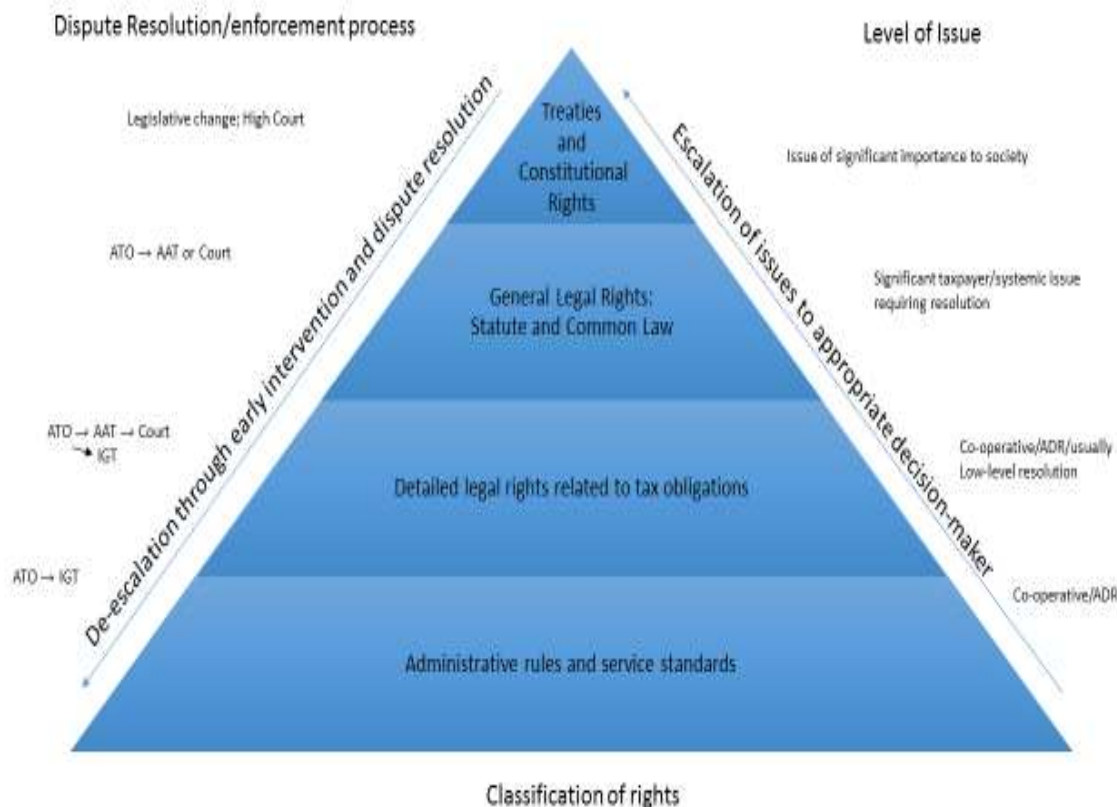 Dispute Resolution/enforcement process
Level of Issue
Legislative change; High Court
Issue of significant importance to society
ATO → AAT or Court
Significant taxpayer/systemic issue
requiring resolution
ATO → AAT → Court
IGT
Co-operative/ADR/usually
Low-level resolution
ATO → IGT
Co-operative/ADR
De-escalation through early intervention and dispute resolution
Escalation of issues to appropriate decision-maker
Treaties
and
Constitutional
Rights
General Legal Rights:
Statute and Common Law
Detailed legal rights related to tax obligations
Administrative rules and service standards
Classification of rights